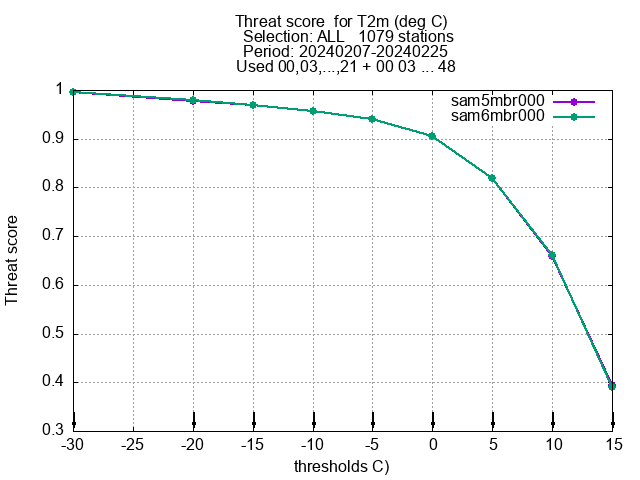 Threat score  for T2m (deg C)
Selection: ALL   1079 stations
Period: 20240207-20240225
Used 00,03,...,21 + 00 03 ... 48
sam5mbr000
sam6mbr000
1
0.9
0.8
0.7
0.6
0.5
0.4
0.3
Threat score
-30 -25 -20 -15 -10 -5 0 5 10 15
thresholds C)